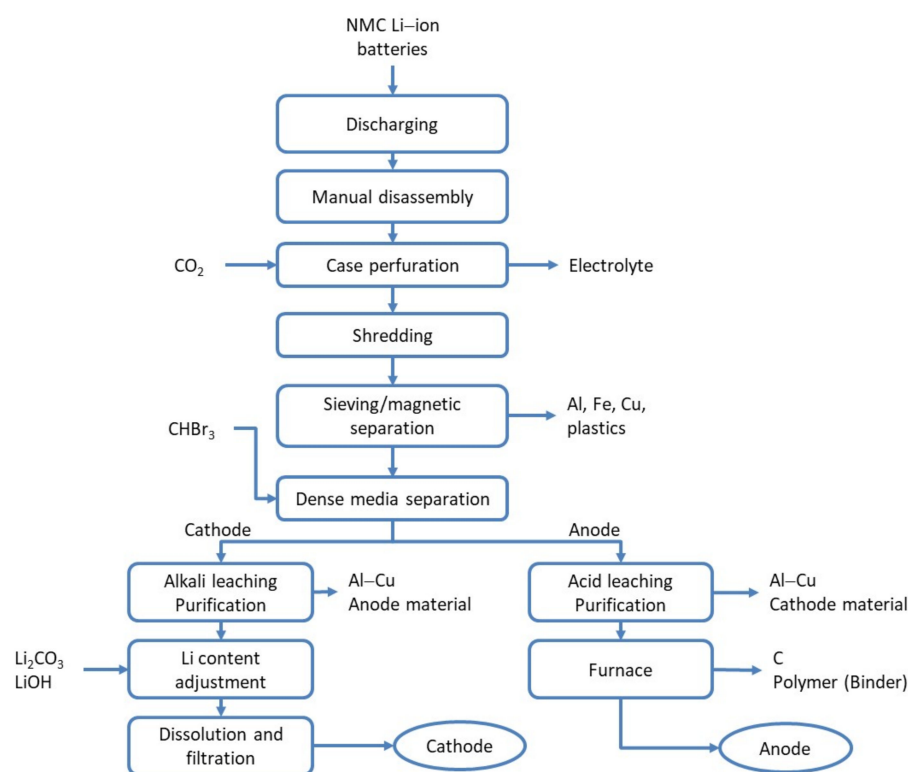 NMC Li–ion
batteries
Discharging
Manual disassembly
CO₂
Case perfuration
Electrolyte
Shredding
Sieving/magnetic
separation
Al, Fe, Cu,
plastics
CHBr₃
Dense media separation
Cathode
Anode
Alkali leaching
Purification
Al–Cu
Anode material
Acid leaching
Purification
Al–Cu
Cathode material
Li₂CO₃
LiOH
Li content
adjustment
Furnace
C
Polymer (Binder)
Dissolution and
filtration
Cathode
Anode